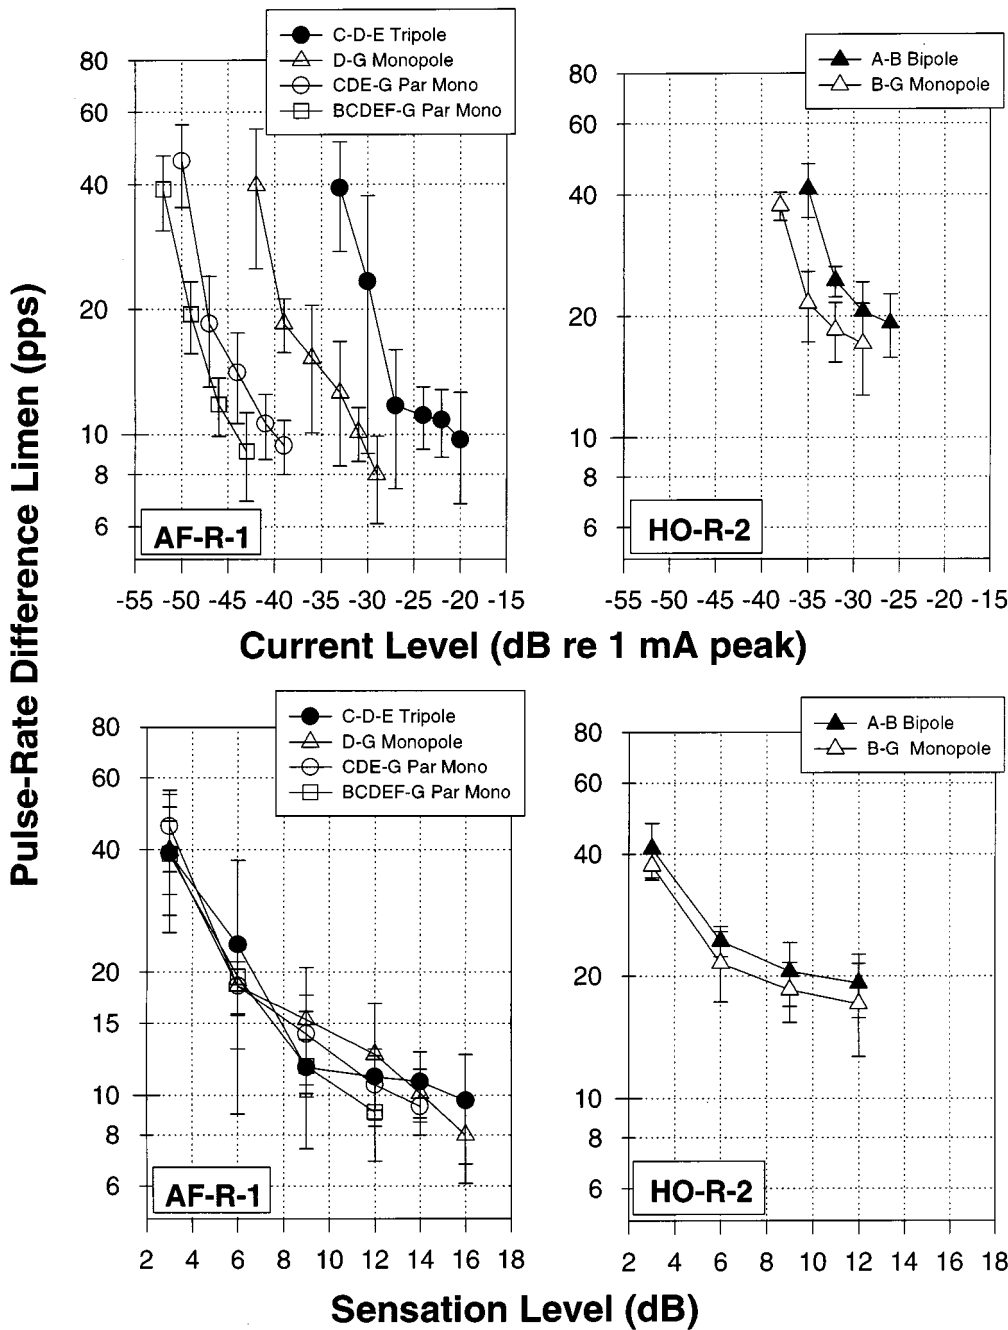 Pulse-Rate Difference Limen (pps)
C-D-E Tripole
D-G Monopole
CDE-G Par Mono
BCDEF-G Par Mono
80
60
40
20
10
8
6
AF-R-1
-55 -50 -45 -40 -35 -30 -25 -20 -15
A-B Bipole
B-G Monopole
80
60
40
20
10
8
6
HO-R-2
-55 -50 -45 -40 -35 -30 -25 -20 -15
Current Level (dB re 1 mA peak)
C-D-E Tripole
D-G Monopole
CDE-G Par Mono
BCDEF-G Par Mono
80
60
40
20
15
10
8
6
AF-R-1
2 4 6 8 10 12 14 16 18
A-B Bipole
B-G Monopole
80
60
40
20
10
8
6
HO-R-2
2 4 6 8 10 12 14 16 18
Sensation Level (dB)